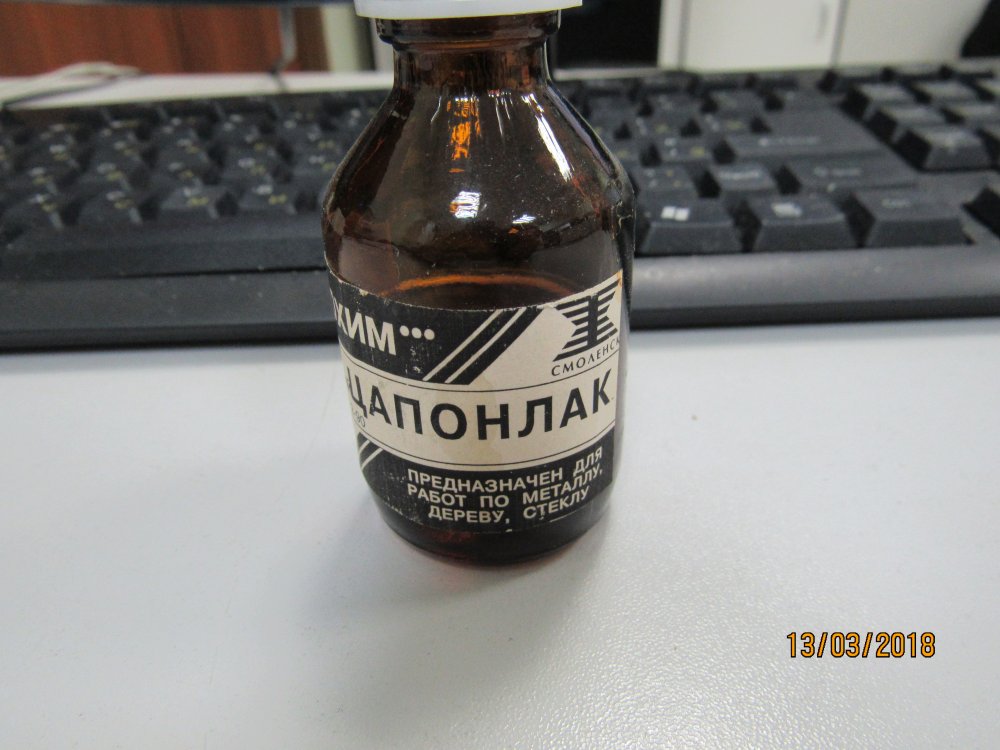 ХИМ•••
СМОЛЕНСК
ЦАПОНЛАК
ПРЕДНАЗНАЧЕН ДЛЯ
РАБОТ ПО МЕТАЛЛУ,
ДЕРЕВУ, СТЕКЛУ
13/03/2018